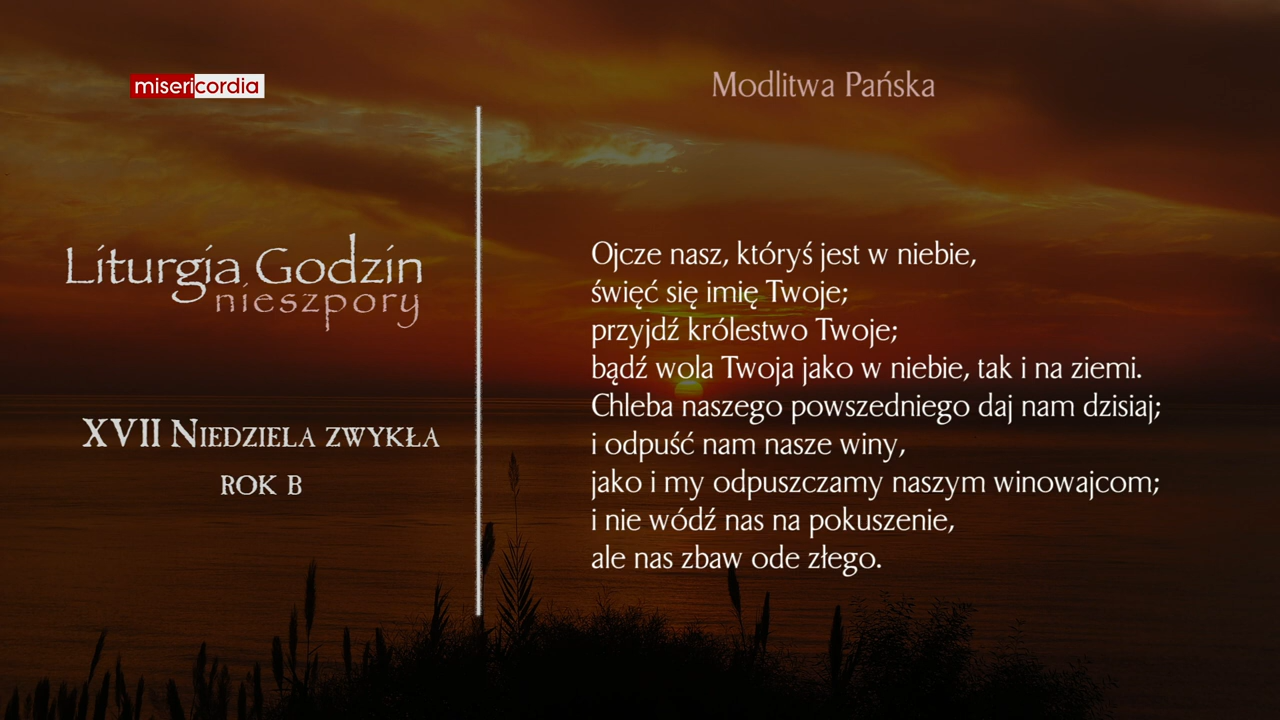 misericordia
Liturgia Godzin
nieszpory
XVII Niedziela zwykła
rok B
Modlitwa Pańska
Ojcze nasz, któryś jest w niebie,
święć się imię Twoje;
przyjdź królestwo Twoje;
bądź wola Twoja jako w niebie, tak i na ziemi.
Chleba naszego powszedniego daj nam dzisiaj;
i odpuść nam nasze winy,
jako i my odpuszczamy naszym winowajcom;
i nie wódź nas na pokuszenie,
ale nas zbaw ode złego.